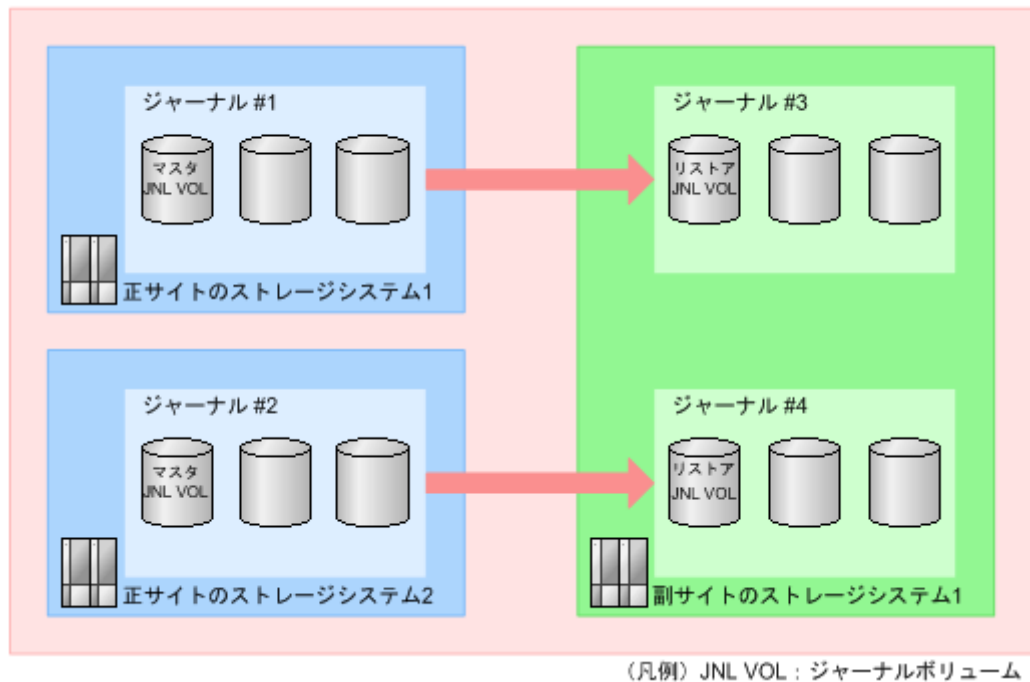 ジャーナル #1
マスタ
JNL VOL
正サイトのストレージシステム1
ジャーナル #3
リストア
JNL VOL
ジャーナル #2
マスタ
JNL VOL
正サイトのストレージシステム2
ジャーナル #4
リストア
JNL VOL
副サイトのストレージシステム1
（凡例）JNL VOL：ジャーナルボリューム